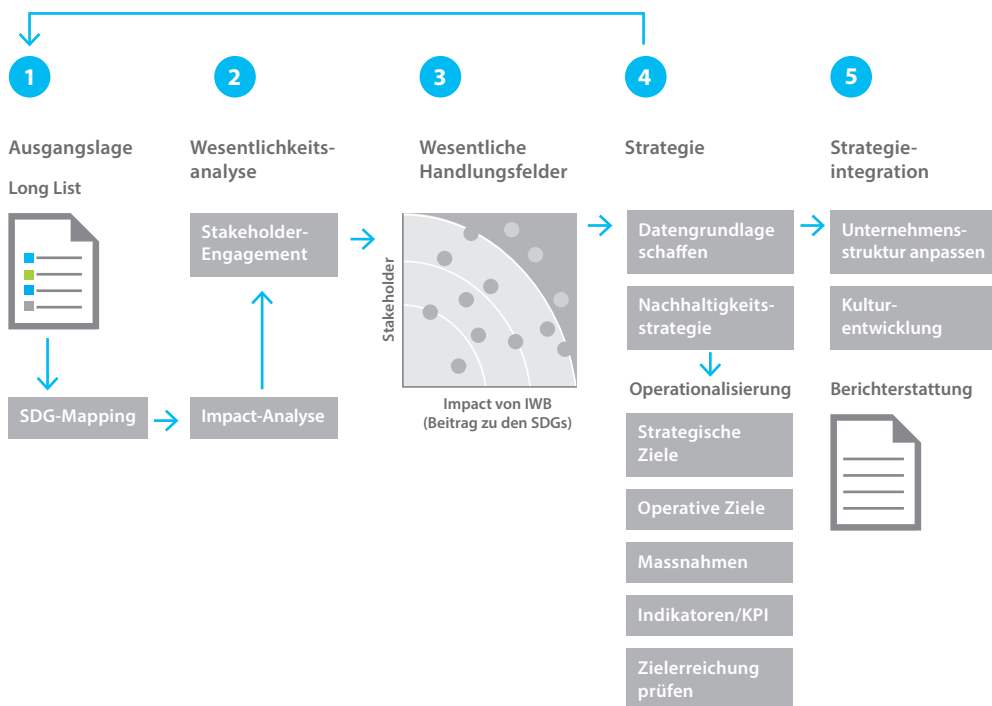 1
Ausgangslage
Long List
SDG-Mapping
2
Wesentlichkeits-
analyse
Stakeholder-
Engagement
Impact-Analyse
3
Wesentliche
Handlungsfelder
Stakeholder
Impact von IWB
(Beitrag zu den SDGs)
4
Strategie
Datengrundlage
schaffen
Nachhaltigkeits-
strategie
Operationalisierung
Strategische
Ziele
Operative Ziele
Massnahmen
Indikatoren/KPI
Zielerreichung
prüfen
5
Strategie-
integration
Unternehmens-
struktur anpassen
Kultur-
entwicklung
Berichterstattung